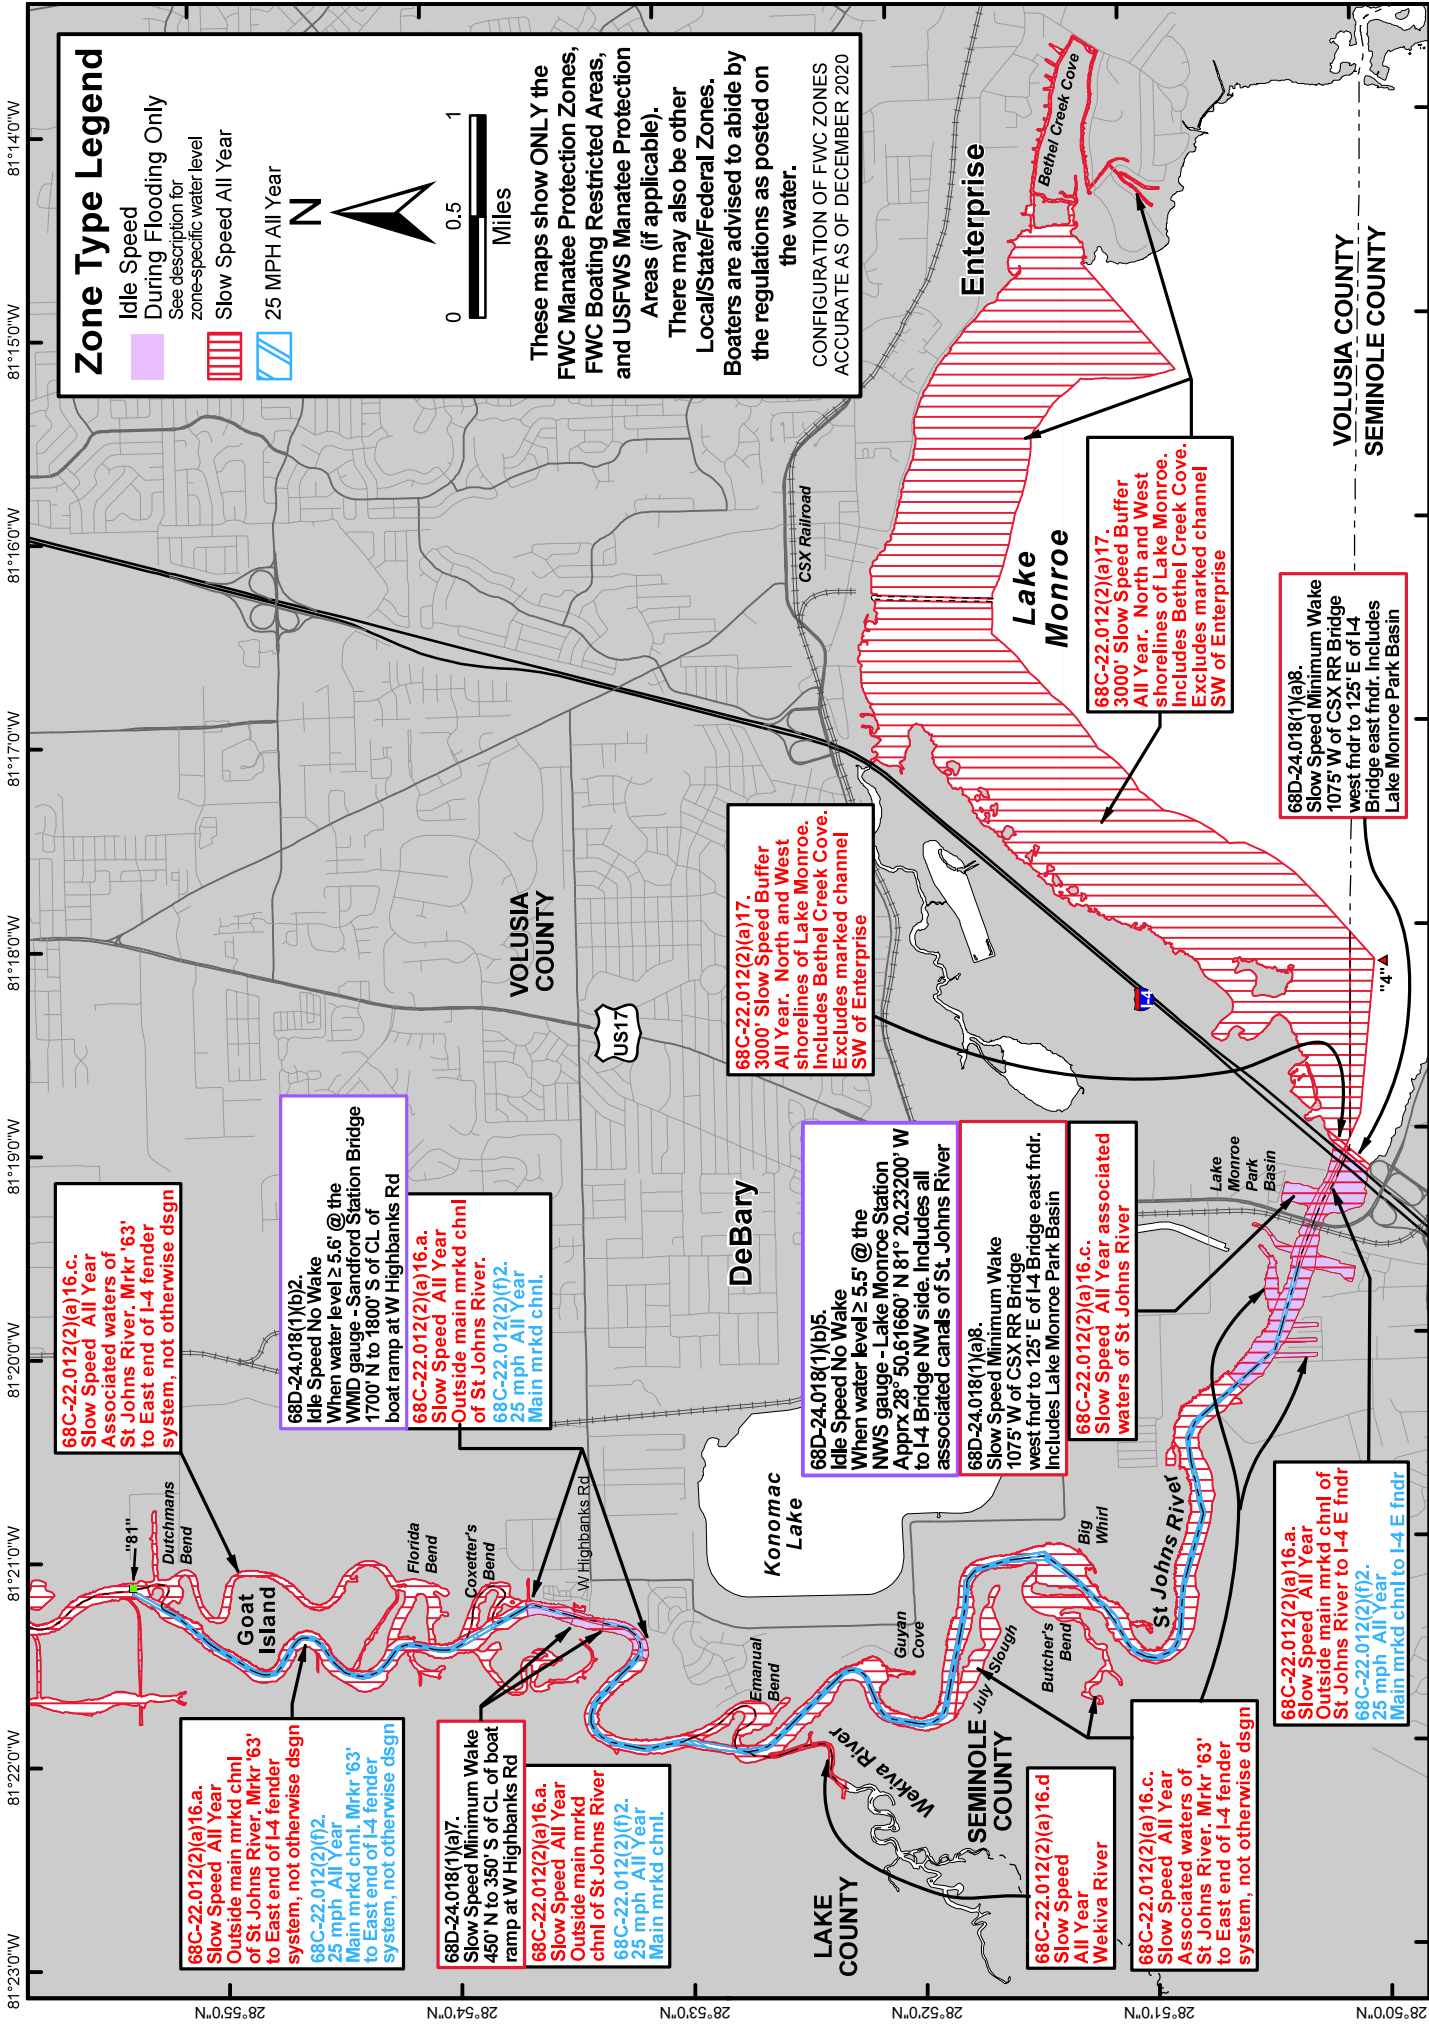 Zone Type Legend
Idle Speed
During Flooding Only
See description for
zone-specific water level
Slow Speed All Year
25 MPH All Year
N
0
0.5
1
Miles
These maps show ONLY the
FWC Manatee Protection Zones,
FWC Boating Restricted Areas,
and USFWS Manatee Protection
Areas (if applicable).
There may also be other
Local/State/Federal Zones.
Boaters are advised to abide by
the regulations as posted on
the water.
CONFIGURATION OF FWC ZONES
ACCURATE AS OF DECEMBER 2020
81°23'0"W
81°22'0"W
81°21'0"W
81°20'0"W
81°19'0"W
81°18'0"W
81°17'0"W
81°16'0"W
81°15'0"W
81°14'0"W
28°55'0"N
28°54'0"N
28°53'0"N
28°52'0"N
28°51'0"N
28°50'0"N
68C-22.012(2)(a)16.c.
Slow Speed All Year
Associated waters of
St Johns River. Mrkr '63'
to East end of I-4 fender
system, not otherwise dsgn
68D-24.018(1)(b)2.
Idle Speed No Wake
When water level ≥ 5.6' @ the
WMD gauge - Sandford Station Bridge
1700' N to 1800' S of CL of
boat ramp at W Highbanks Rd
68C-22.012(2)(a)16.a.
Slow Speed All Year
Outside main mrkd chnl
of St Johns River.
68C-22.012(2)(f)2.
25 mph All Year
Main mrkd chnl.
68C-22.012(2)(a)16.a.
Slow Speed All Year
Outside main mrkd chnl
of St Johns River. Mrkr '63'
to East end of I-4 fender
system, not otherwise dsgn
68C-22.012(2)(f)2.
25 mph All Year
Main mrkd chnl. Mrkr '63'
to East end of I-4 fender
system, not otherwise dsgn
68D-24.018(1)(a)7.
Slow Speed Minimum Wake
450' N to 350' S of CL of boat
ramp at W Highbanks Rd
68C-22.012(2)(a)16.a.
Slow Speed All Year
Outside main mrkd
chnl of St Johns River
68C-22.012(2)(f)2.
25 mph All Year
Main mrkd chnl.
68C-22.012(2)(a)17.
3000' Slow Speed Buffer
All Year. North and West
shorelines of Lake Monroe.
Includes Bethel Creek Cove.
Excludes marked channel
SW of Enterprise
68D-24.018(1)(b)5.
Idle Speed No Wake
When water level ≥ 5.5' @ the
NWS gauge - Lake Monroe Station
Apprx 28° 50.61660' N 81° 20.23200' W
to I-4 Bridge NW side. Includes all
associated canals of St. Johns River
68D-24.018(1)(a)8.
Slow Speed Minimum Wake
1075' W of CSX RR Bridge
west fndr to 125' E of I-4 Bridge east fndr.
Includes Lake Monroe Park Basin
68C-22.012(2)(a)16.c.
Slow Speed All Year associated
waters of St Johns River
68C-22.012(2)(a)17.
3000' Slow Speed Buffer
All Year. North and West
shorelines of Lake Monroe.
Includes Bethel Creek Cove.
Excludes marked channel
SW of Enterprise
68D-24.018(1)(a)8.
Slow Speed Minimum Wake
1075' W of CSX RR Bridge
west fndr to 125' E of I-4
Bridge east fndr. Includes
Lake Monroe Park Basin
68C-22.012(2)(a)16.d
Slow Speed
All Year
Wekiva River
68C-22.012(2)(a)16.c.
Slow Speed All Year
Associated waters of
St Johns River. Mrkr '63'
to East end of I-4 fender
system, not otherwise dsgn
68C-22.012(2)(a)16.a.
Slow Speed All Year
Outside main mrkd chnl of
St Johns River to I-4 E fndr
68C-22.012(2)(f)2.
25 mph All Year
Main mrkd chnl to I-4 E fndr
"81"
Dutchmans
Bend
Goat
Island
Florida
Bend
Coxetter's
Bend
W Highbanks Rd
Konomac
Lake
Emanual
Bend
Guyan
Cove
Big
Whirl
July Slough
Butcher's
Bend
St Johns River
Wekiva River
SEMINOLE
COUNTY
LAKE
COUNTY
VOLUSIA
COUNTY
US17
DeBary
CSX Railroad
I-4
Lake
Monroe
Park
Basin
"4"
Lake
Monroe
Enterprise
Bethel Creek Cove
VOLUSIA COUNTY
SEMINOLE COUNTY